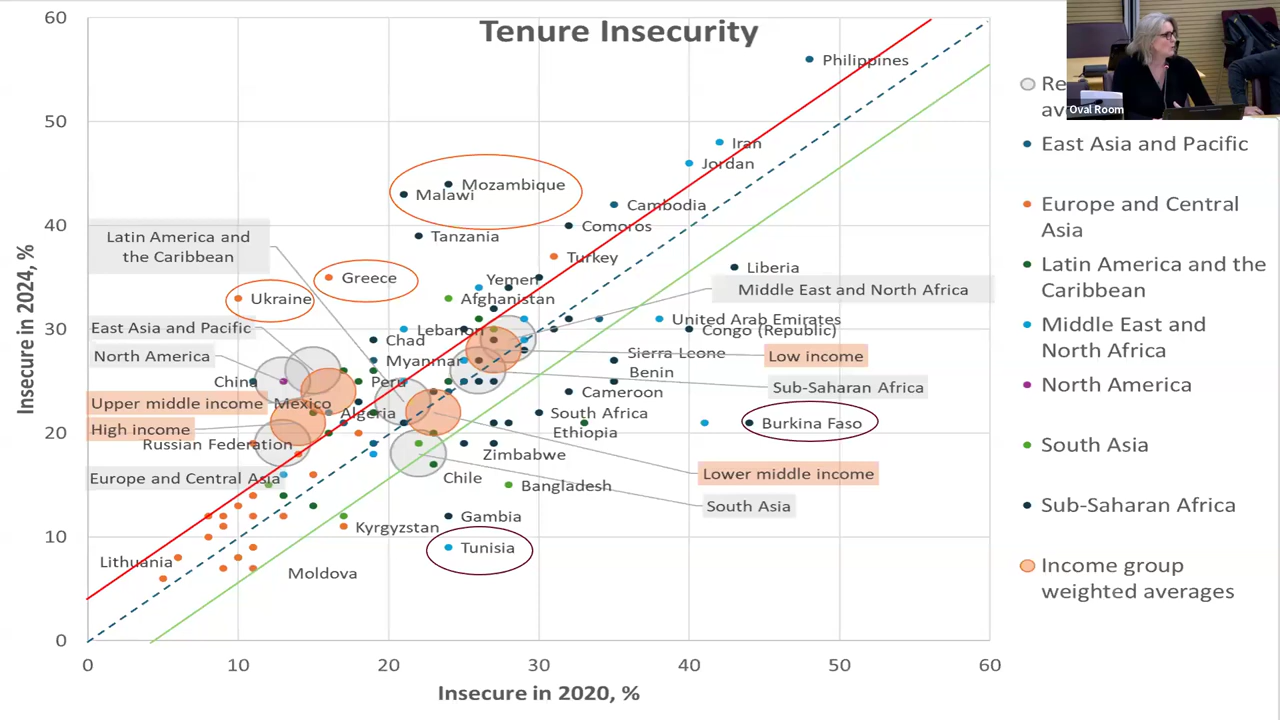 Tenure Insecurity
60
50
40
30
20
10
0
0
10
20
30
40
50
60
Insecure in 2024, %
Insecure in 2020, %
Philippines
Iran
Jordan
Mozambique
Malawi
Cambodia
Comoros
Tanzania
Latin America and
the Caribbean
Turkey
Liberia
Greece
Yemen
Middle East and North Africa
Ukraine
Afghanistan
East Asia and Pacific
Lebanon
United Arab Emirates
Congo (Republic)
Chad
North America
Myanmar
Sierra Leone
Low income
Benin
China
Peru
Sub-Saharan Africa
Cameroon
Upper middle income
Mexico
Algeria
South Africa
Burkina Faso
High income
Ethiopia
Russian Federation
Zimbabwe
Europe and Central Asia
Chile
Lower middle income
Bangladesh
South Asia
Gambia
Kyrgyzstan
Tunisia
Lithuania
Moldova
Oval Room
Re
av
East Asia and Pacific
Europe and Central
Asia
Latin America and the
Caribbean
Middle East and
North Africa
North America
South Asia
Sub-Saharan Africa
Income group
weighted averages